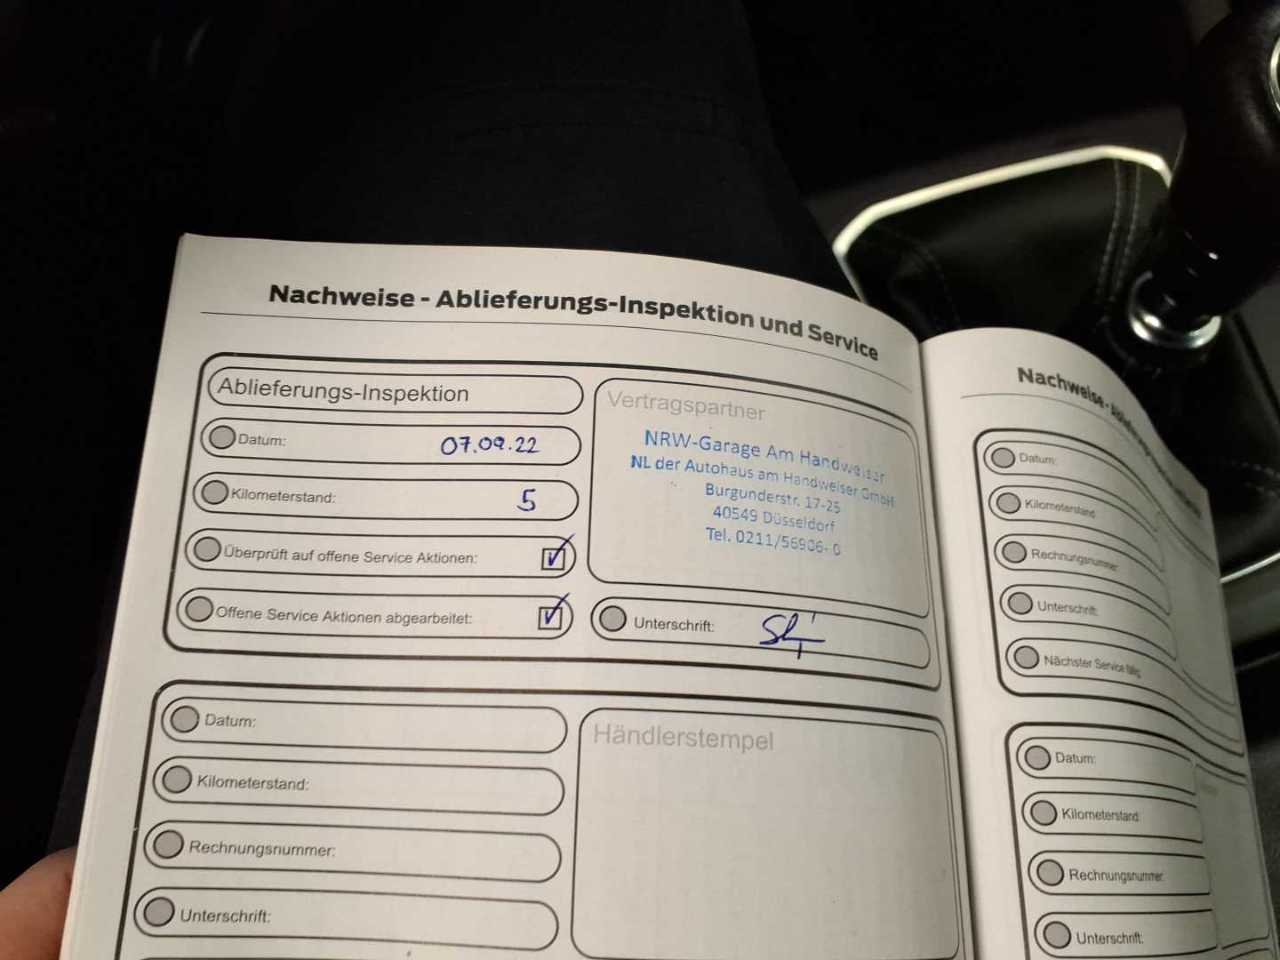 Nachweise - Ablieferungs-Inspektion und Service
Ablieferungs-Inspektion
Datum: 07.09.22
Kilometerstand: 5
Überprüft auf offene Service Aktionen:
Offene Service Aktionen abgearbeitet:
Vertragspartner
NRW-Garage Am Handweiser
NL der Autohaus am Handweiser GmbH
Burgunderstr. 17-25
40549 Düsseldorf
Tel. 0211/56906- 0
Unterschrift:
Datum:
Kilometerstand:
Rechnungsnummer:
Unterschrift:
Händlerstempel
Nachweise -
Datum:
Kilometerstand:
Rechnungsnummer:
Unterschrift:
Nächster Service fällig:
Datum:
Kilometerstand:
Rechnungsnummer:
Unterschrift: